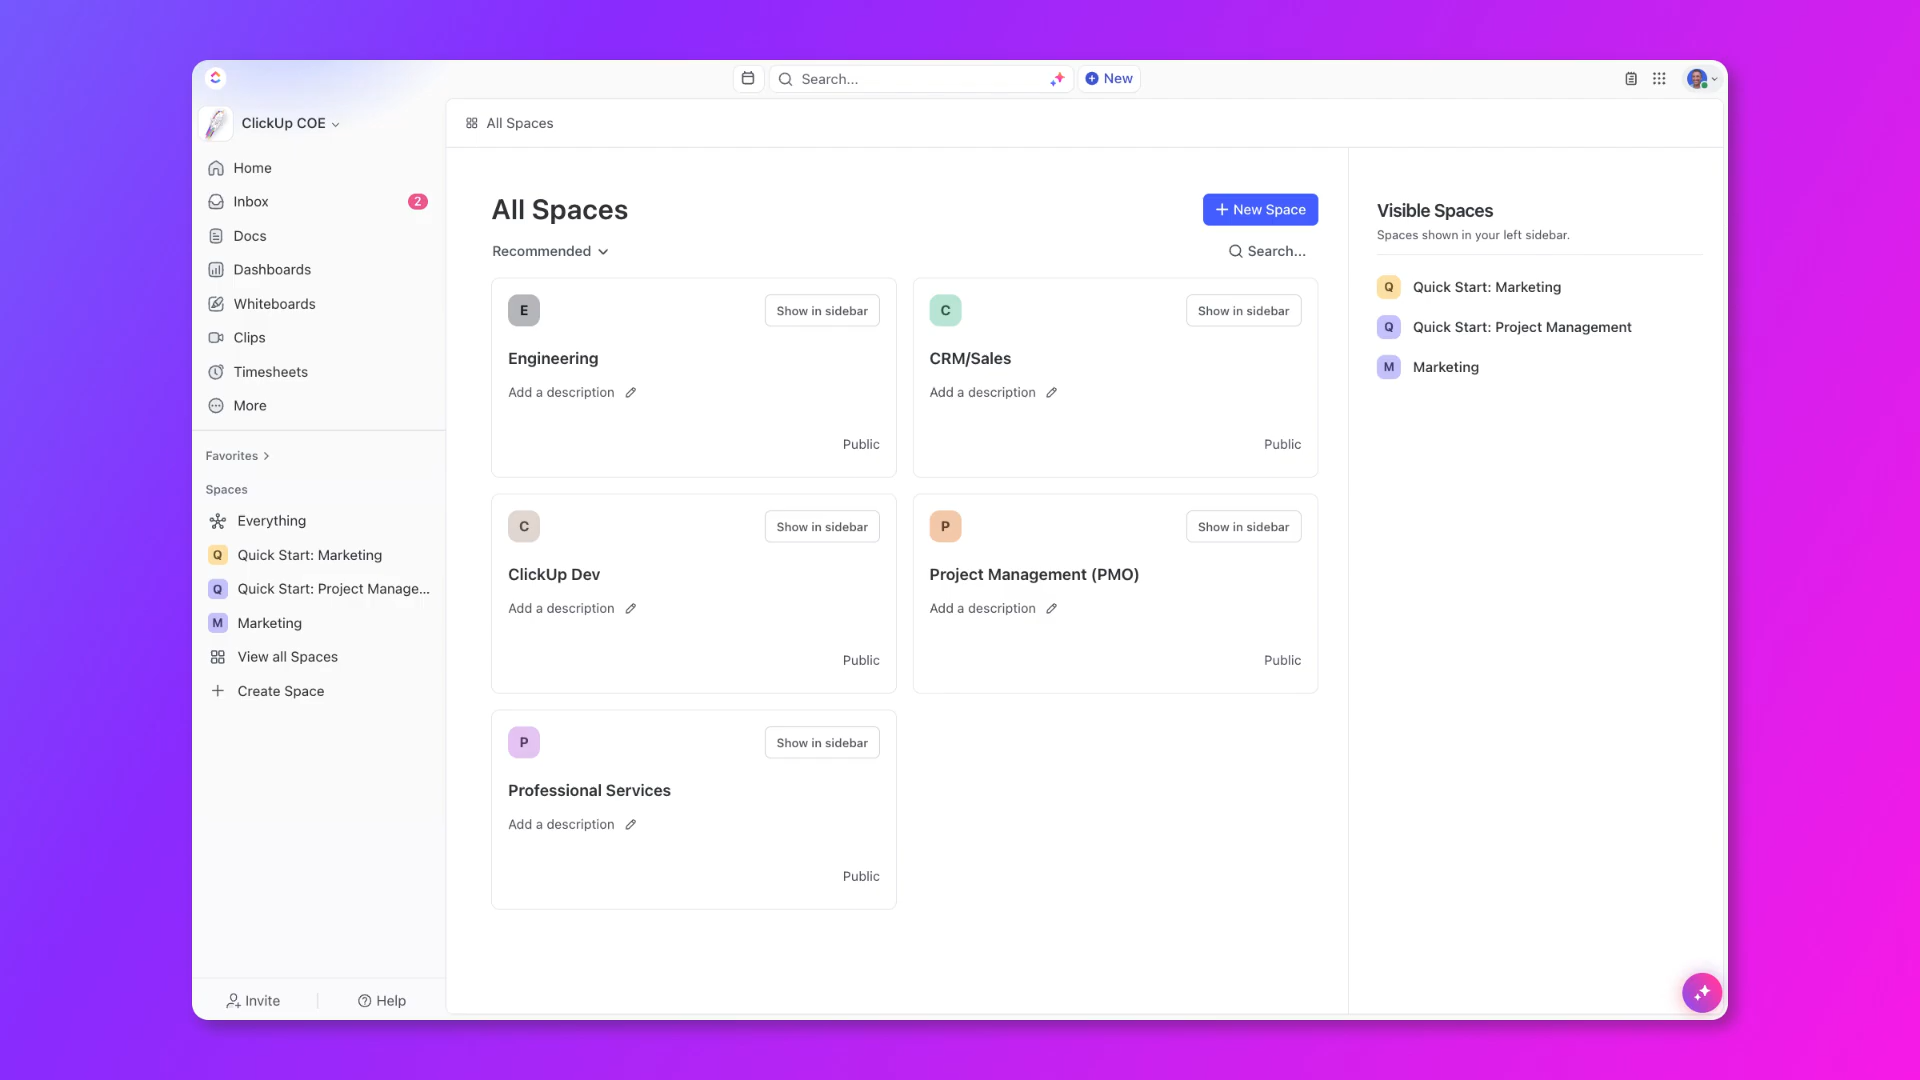 Search...
New
ClickUp COE
Home
Inbox
2
Docs
Dashboards
Whiteboards
Clips
Timesheets
More
Favorites
Spaces
Everything
Q
Quick Start: Marketing
Q
Quick Start: Project Manage...
M
Marketing
View all Spaces
Create Space
Invite
Help
All Spaces
All Spaces
New Space
Recommended
Search...
E
Show in sidebar
Engineering
Add a description
Public
C
Show in sidebar
CRM/Sales
Add a description
Public
C
Show in sidebar
ClickUp Dev
Add a description
Public
P
Show in sidebar
Project Management (PMO)
Add a description
Public
P
Show in sidebar
Professional Services
Add a description
Public
Visible Spaces
Spaces shown in your left sidebar.
Q
Quick Start: Marketing
Q
Quick Start: Project Management
M
Marketing